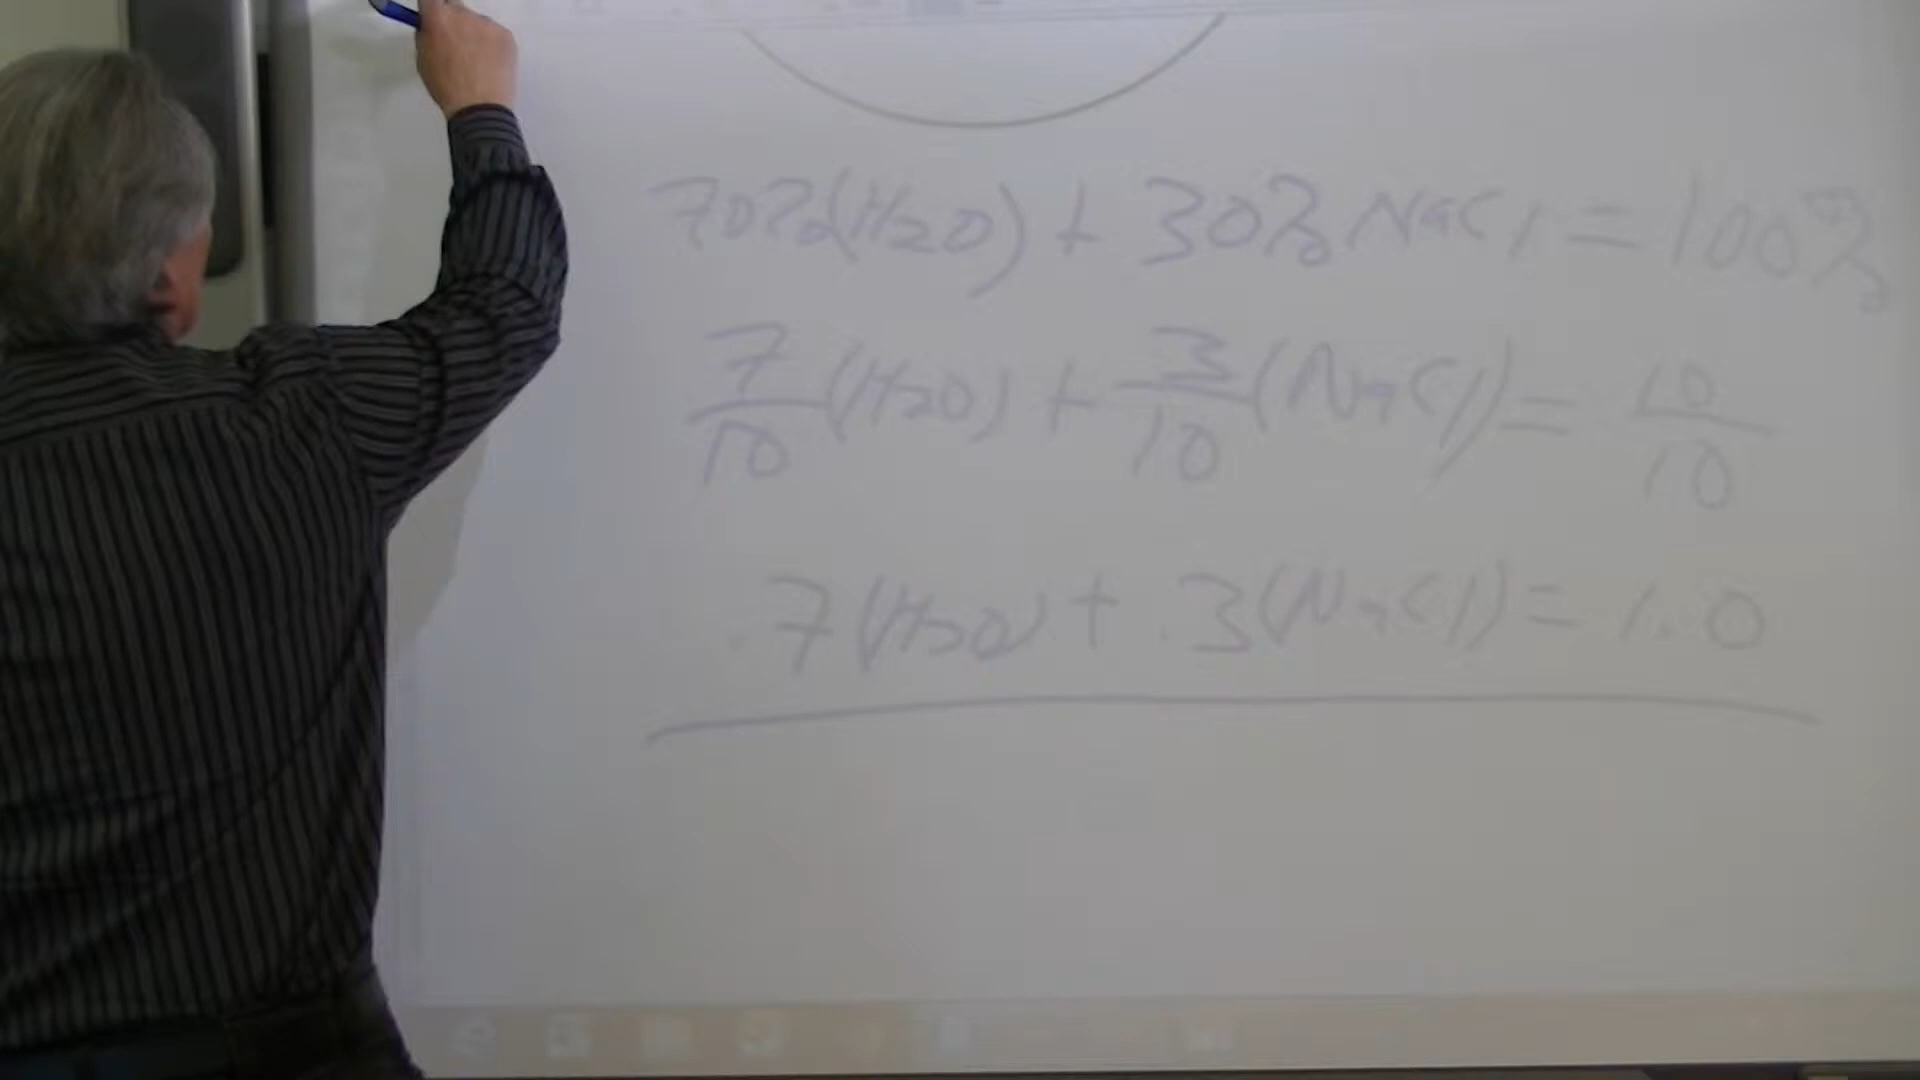 70%(H2O) + 30% NaCl = 100%
7/10 (H2O) + 3/10 (NaCl) = 10/10
.7(H2O) + .3(NaCl) = 1.0